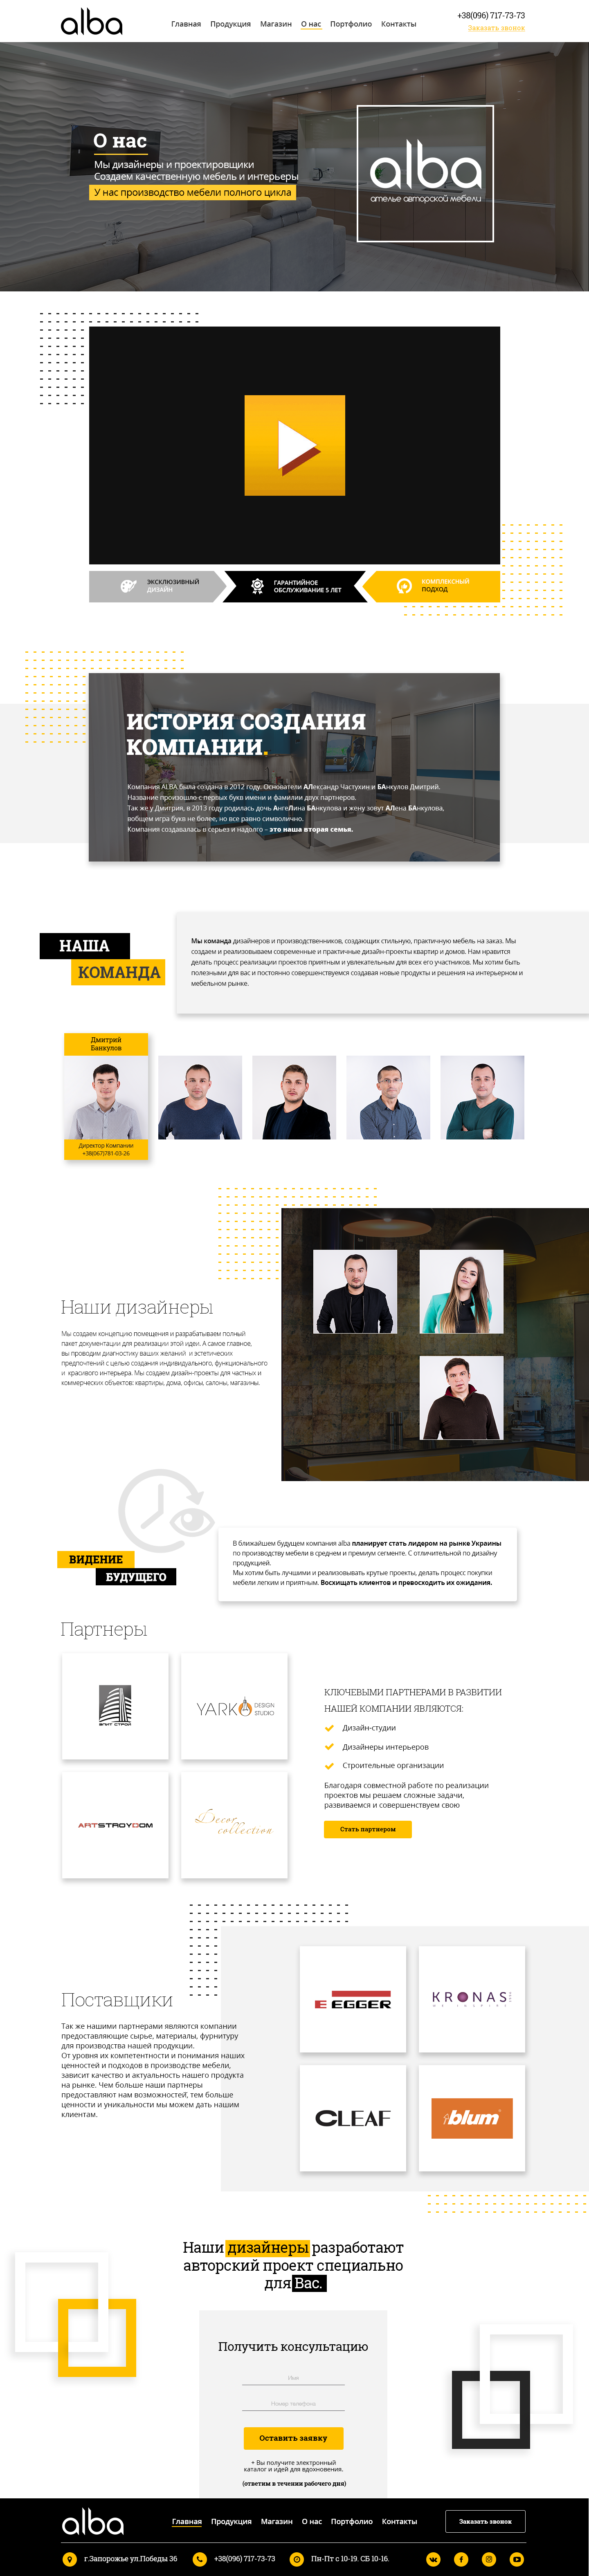 alba
Главная Продукция Магазин О нас Портфолио Контакты
+38(096) 717-73-73
Заказать звонок
О нас
Мы дизайнеры и проектировщики
Создаем качественную мебель и интерьеры
У нас производство мебели полного цикла
alba
ателье авторской мебели
ЭКСКЛЮЗИВНЫЙ
ДИЗАЙН
ГАРАНТИЙНОЕ
ОБСЛУЖИВАНИЕ 5 ЛЕТ
КОМПЛЕКСНЫЙ
ПОДХОД
ИСТОРИЯ СОЗДАНИЯ
КОМПАНИИ.
Компания ALBA была создана в 2012 году. Основатели АЛександр Частухин и БАнкулов Дмитрий.
Название произошло с первых букв имени и фамилии двух партнеров.
Так же у Дмитрия, в 2013 году родилась дочь АнгеЛина БАнкулова и жену зовут АЛена БАнкулова,
вобщем игра букв не более, но все равно символично.
Компания создавалась в серьез и надолго – это наша вторая семья.
НАША
КОМАНДА
Мы команда дизайнеров и производственников, создающих стильную, практичную мебель на заказ. Мы
создаем и реализовываем современные и практичные дизайн-проекты квартир и домов. Нам нравится
делать процесс реализации проектов приятным и увлекательным для всех его участников. Мы хотим быть
полезными для вас и постоянно совершенствуемся создавая новые продукты и решения на интерьерном и
мебельном рынке.
Дмитрий
Банкулов
Директор Компании
+38(067)781-03-26
Наши дизайнеры
Мы создаем концепцию помещения и разрабатываем полный
пакет документации для реализации этой идеи. А самое главное,
вы проводим диагностику ваших желаний и эстетических
предпочтений с целью создания индивидуального, функционального
и красивого интерьера. Мы создаем дизайн-проекты для частных и
коммерческих объектов: квартиры, дома, офисы, салоны, магазины.
ВИДЕНИЕ
БУДУЩЕГО
В ближайшем будущем компания alba планирует стать лидером на рынке Украины
по производству мебели в среднем и премиум сегменте. С отличительной по дизайну
продукцией.
Мы хотим быть лучшими и реализовывать крутые проекты, делать процесс покупки
мебели легким и приятным. Восхищать клиентов и превосходить их ожидания.
Партнеры
ЭЛИТ СТРОЙ
YARKO DESIGN STUDIO
ARTSTROYDOM
Decor collection
КЛЮЧЕВЫМИ ПАРТНЕРАМИ В РАЗВИТИИ
НАШЕЙ КОМПАНИИ ЯВЛЯЮТСЯ:
Дизайн-студии
Дизайнеры интерьеров
Строительные организации
Благодаря совместной работе по реализации
проектов мы решаем сложные задачи,
развиваемся и совершенствуем свою
Стать партнером
Поставщики
Так же нашими партнерами являются компании
предоставляющие сырье, материалы, фурнитуру
для производства нашей продукции.
От уровня их компетентности и понимания наших
ценностей и подходов в производстве мебели,
зависит качество и актуальность нашего продукта
на рынке. Чем больше наши партнеры
предоставляют нам возможностей, тем больше
ценности и уникальности мы можем дать нашим
клиентам.
E EGGER
KRONAS
WE INSPIRE
CLEAF
blum
Наши дизайнеры разработают
авторский проект специально
для Вас.
Получить консультацию
Имя
Номер телефона
Оставить заявку
+ Вы получите электронный
каталог и идей для вдохновения.
(ответим в течении рабочего дня)
alba
Главная Продукция Магазин О нас Портфолио Контакты
Заказать звонок
г.Запорожье ул.Победы 36
+38(096) 717-73-73
Пн-Пт с 10-19. СБ 10-16.